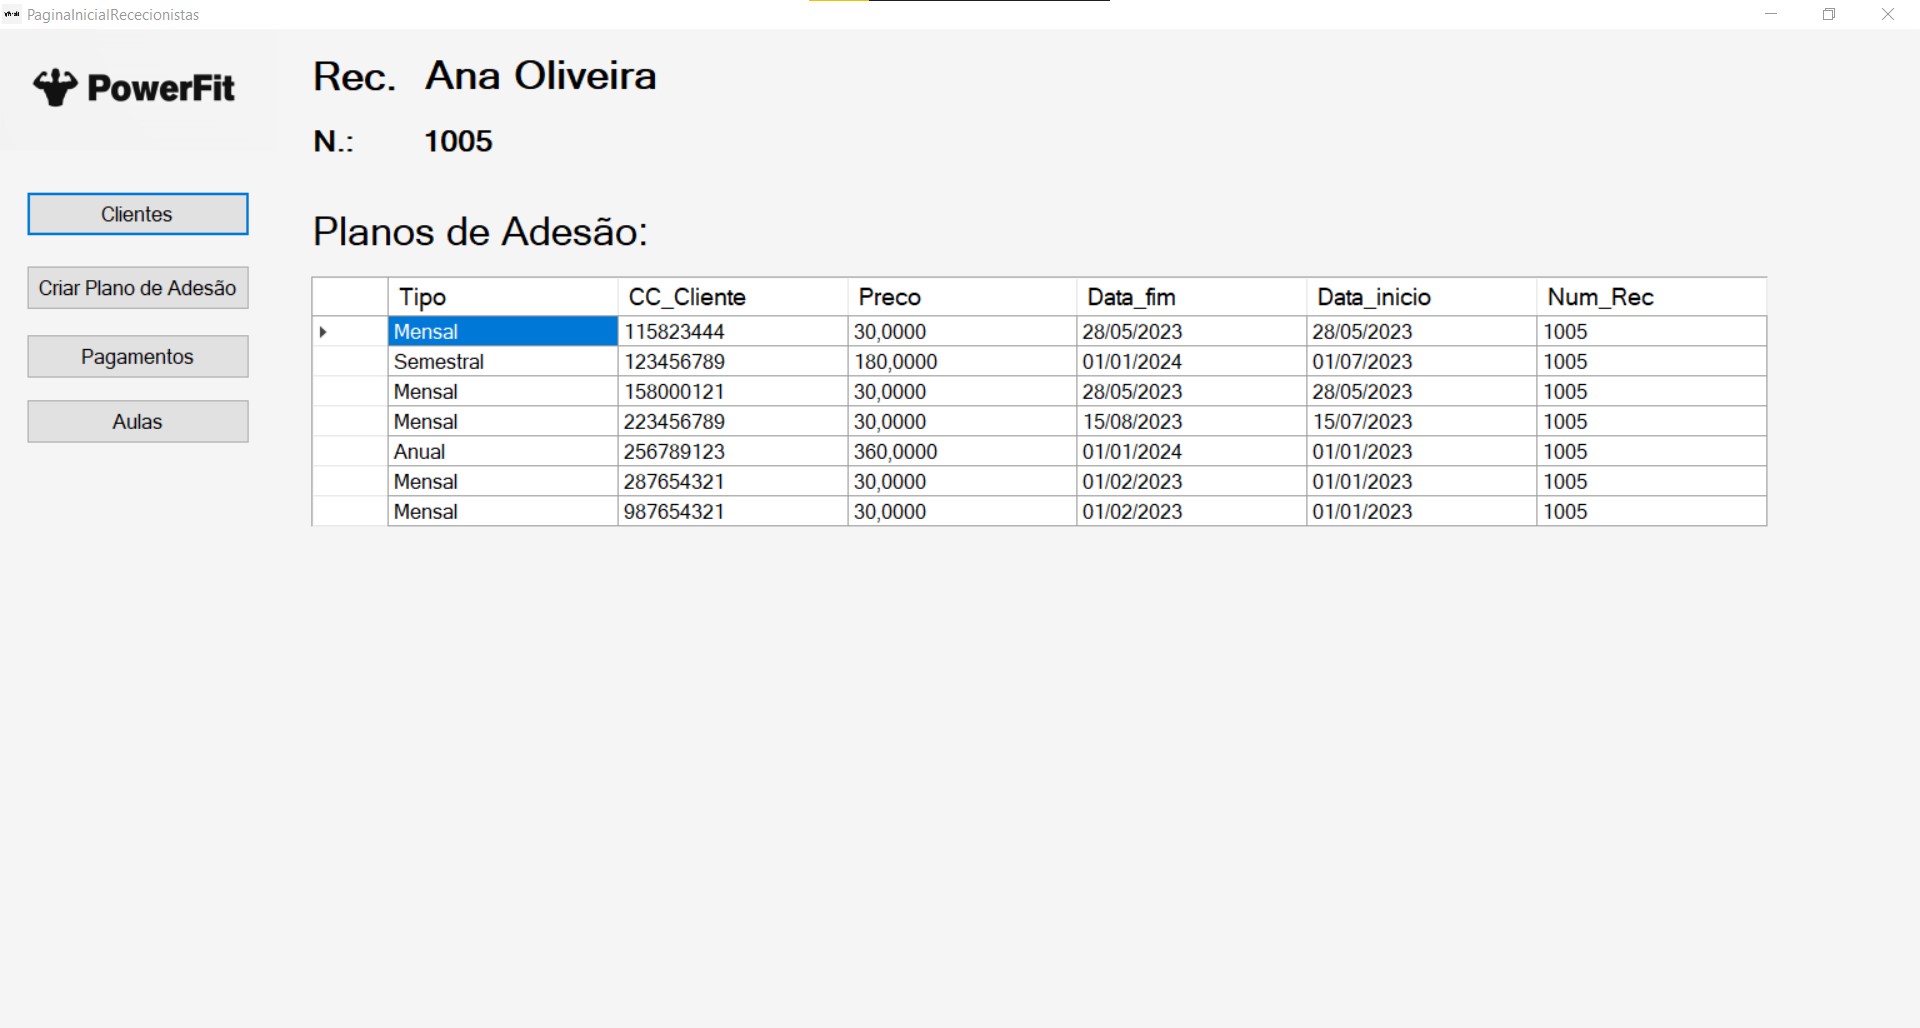 PaginaInicialRececionistas
PowerFit
Rec. Ana Oliveira
N.: 1005
Clientes
Criar Plano de Adesão
Pagamentos
Aulas
Planos de Adesão:
Tipo CC_Cliente Preco Data_fim Data_inicio Num_Rec
Mensal 115823444 30,0000 28/05/2023 28/05/2023 1005
Semestral 123456789 180,0000 01/01/2024 01/07/2023 1005
Mensal 158000121 30,0000 28/05/2023 28/05/2023 1005
Mensal 223456789 30,0000 15/08/2023 15/07/2023 1005
Anual 256789123 360,0000 01/01/2024 01/01/2023 1005
Mensal 287654321 30,0000 01/02/2023 01/01/2023 1005
Mensal 987654321 30,0000 01/02/2023 01/01/2023 1005